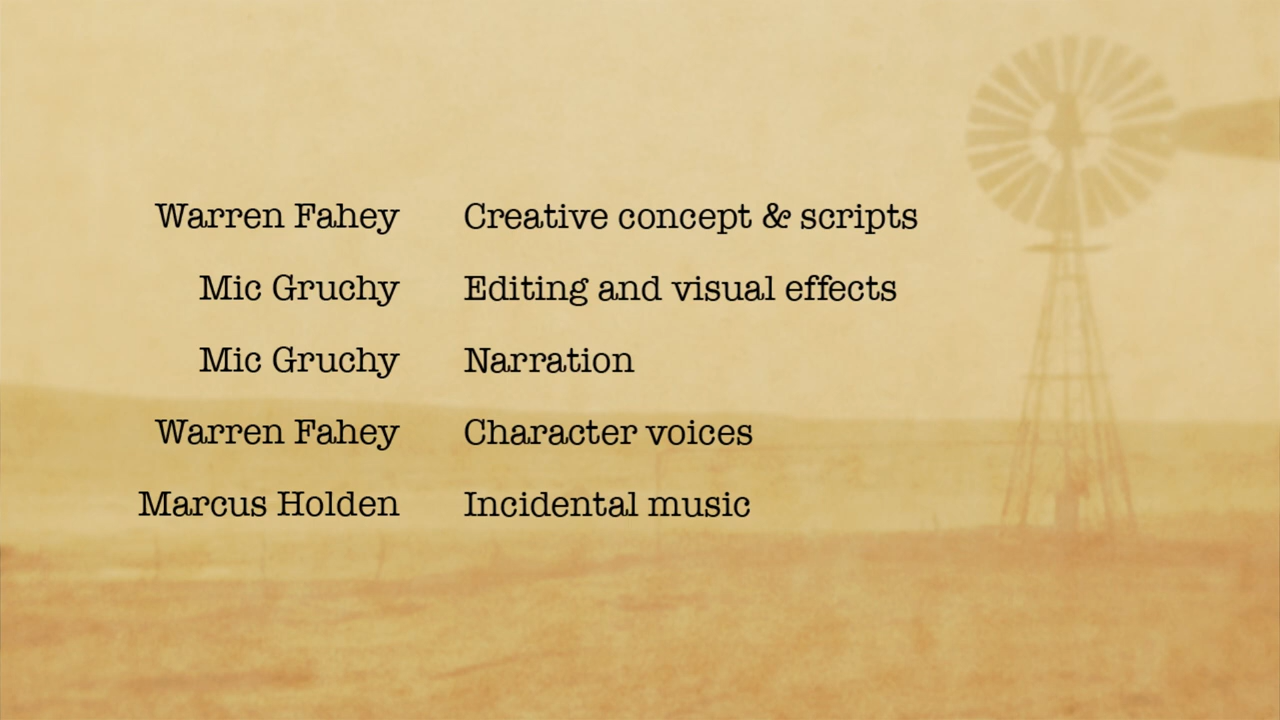 Warren Fahey Creative concept & scripts
Mic Gruchy Editing and visual effects
Mic Gruchy Narration
Warren Fahey Character voices
Marcus Holden Incidental music